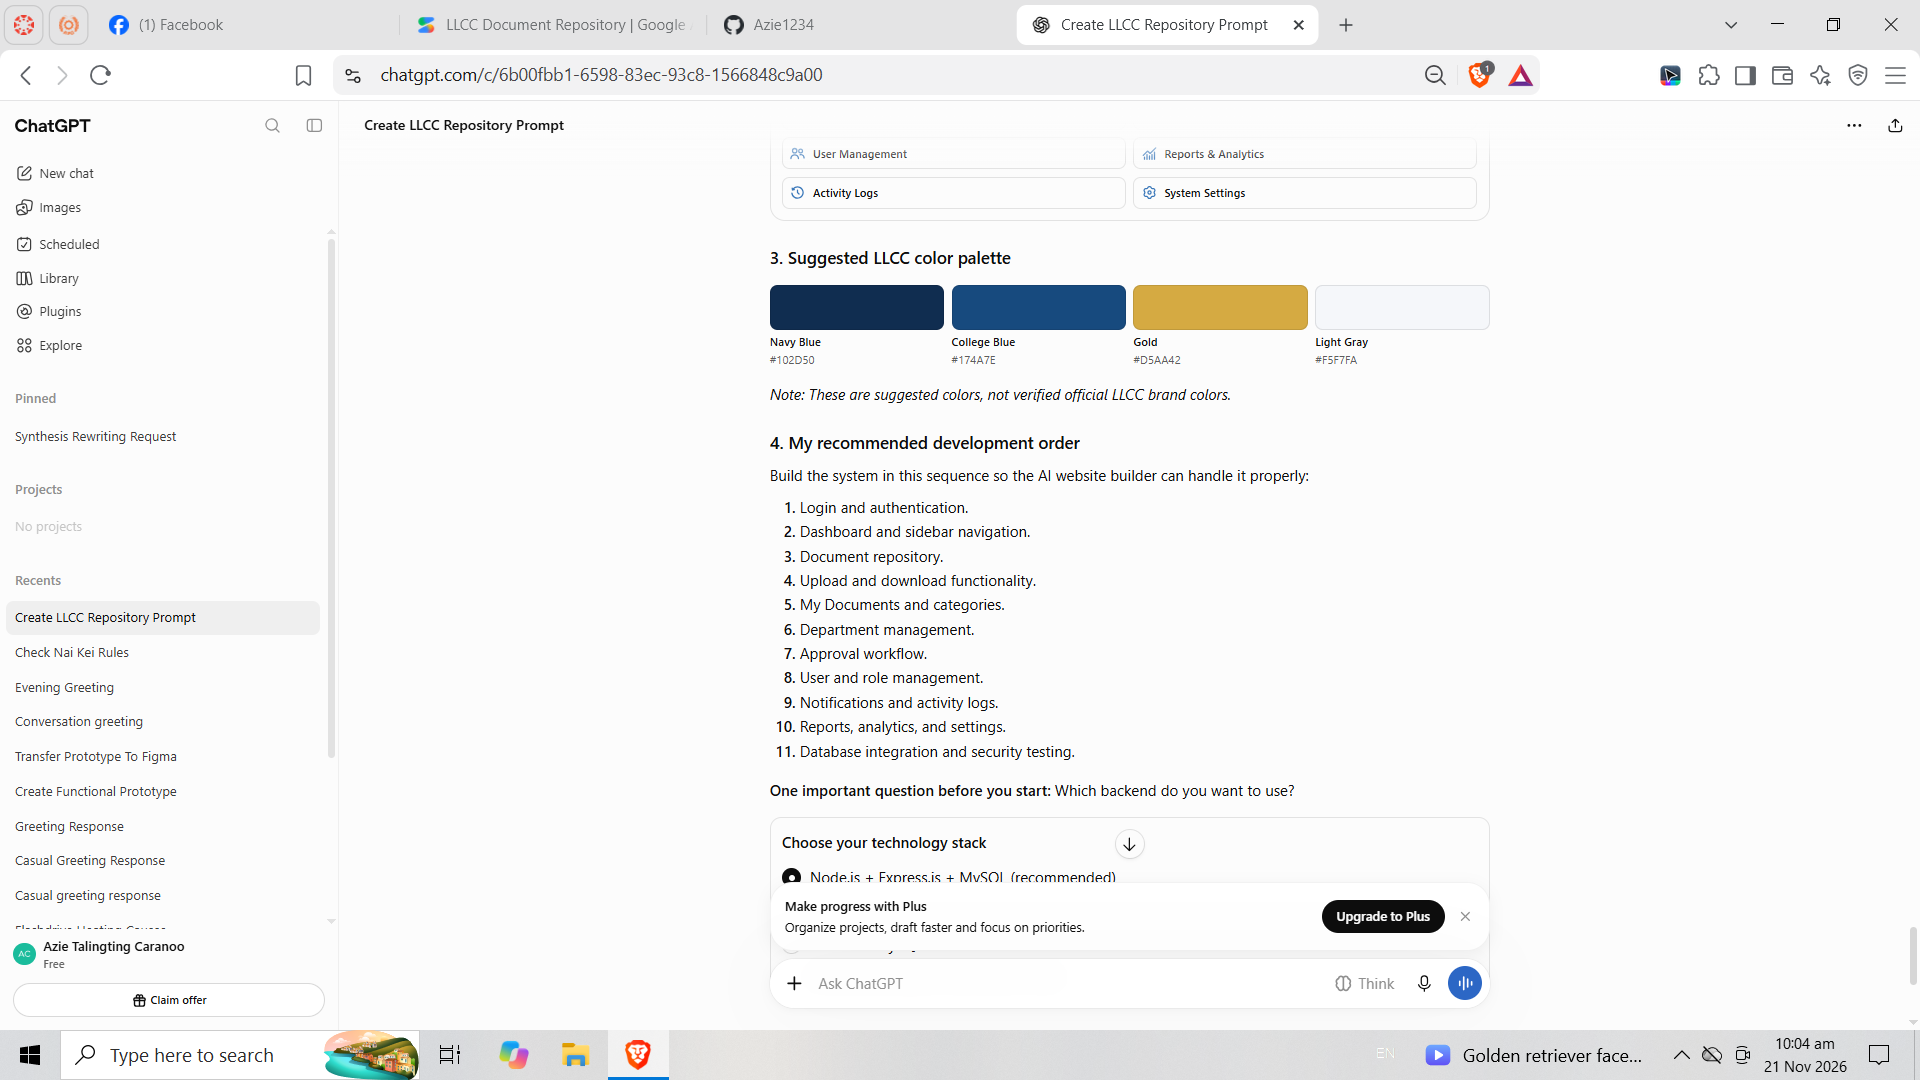 (1) Facebook
LLCC Document Repository | Google
Azie1234
Create LLCC Repository Prompt
chatgpt.com/c/6b00fbb1-6598-83ec-93c8-1566848c9a00
1
ChatGPT
New chat
Images
Scheduled
Library
Plugins
Explore
Pinned
Synthesis Rewriting Request
Projects
No projects
Recents
Create LLCC Repository Prompt
Check Nai Kei Rules
Evening Greeting
Conversation greeting
Transfer Prototype To Figma
Create Functional Prototype
Greeting Response
Casual Greeting Response
Casual greeting response
AC
Azie Talingting Caranoo
Free
Claim offer
Create LLCC Repository Prompt
User Management
Reports & Analytics
Activity Logs
System Settings
3. Suggested LLCC color palette
Navy Blue
#102D50
College Blue
#174A7E
Gold
#D5AA42
Light Gray
#F5F7FA
Note: These are suggested colors, not verified official LLCC brand colors.
4. My recommended development order
Build the system in this sequence so the AI website builder can handle it properly:
1. Login and authentication.
2. Dashboard and sidebar navigation.
3. Document repository.
4. Upload and download functionality.
5. My Documents and categories.
6. Department management.
7. Approval workflow.
8. User and role management.
9. Notifications and activity logs.
10. Reports, analytics, and settings.
11. Database integration and security testing.
One important question before you start: Which backend do you want to use?
Choose your technology stack
Node.js + Express.js + MySQL (recommended)
Make progress with Plus
Organize projects, draft faster and focus on priorities.
Upgrade to Plus
Ask ChatGPT
Think
Type here to search
EN
Golden retriever face...
10:04 am
21 Nov 2026